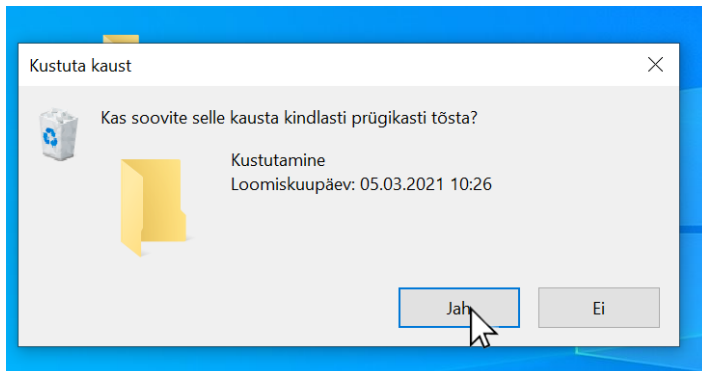 Kustuta kaust
Kas soovite selle kausta kindlasti prügikasti tõsta?
Kustutamine
Loomiskuupäev: 05.03.2021 10:26
Jah
Ei